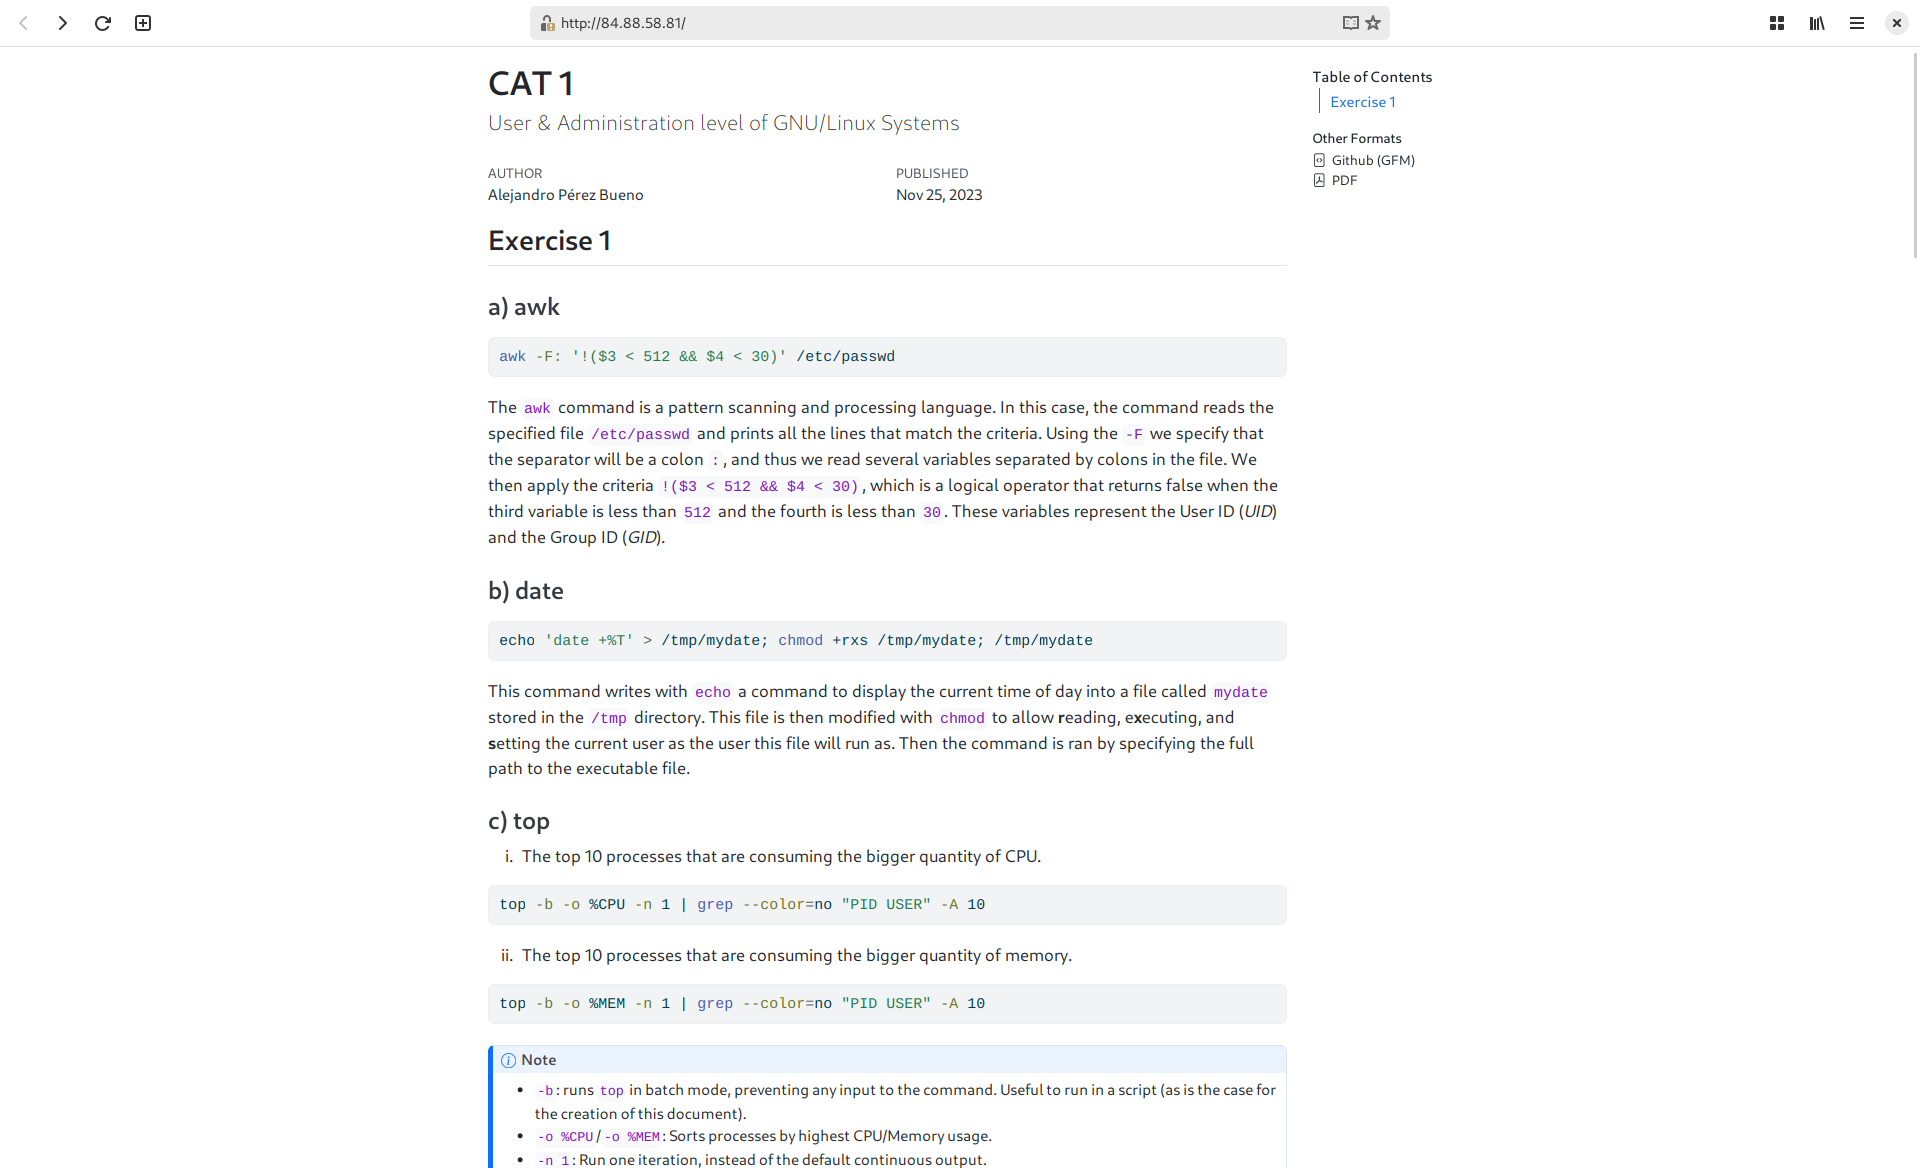 http://84.88.58.81/
CAT 1
User & Administration level of GNU/Linux Systems
AUTHOR
Alejandro Pérez Bueno
PUBLISHED
Nov 25, 2023
Table of Contents
Exercise 1
Other Formats
Github (GFM)
PDF
Exercise 1
a) awk
awk -F: '!($3 < 512 && $4 < 30)' /etc/passwd
The awk command is a pattern scanning and processing language. In this case, the command reads the
specified file /etc/passwd and prints all the lines that match the criteria. Using the -F we specify that
the separator will be a colon :, and thus we read several variables separated by colons in the file. We
then apply the criteria !($3 < 512 && $4 < 30), which is a logical operator that returns false when the
third variable is less than 512 and the fourth is less than 30. These variables represent the User ID (UID)
and the Group ID (GID).
b) date
echo 'date +%T' > /tmp/mydate; chmod +rxs /tmp/mydate; /tmp/mydate
This command writes with echo a command to display the current time of day into a file called mydate
stored in the /tmp directory. This file is then modified with chmod to allow reading, executing, and
setting the current user as the user this file will run as. Then the command is ran by specifying the full
path to the executable file.
c) top
i. The top 10 processes that are consuming the bigger quantity of CPU.
top -b -o %CPU -n 1 | grep --color=no "PID USER" -A 10
ii. The top 10 processes that are consuming the bigger quantity of memory.
top -b -o %MEM -n 1 | grep --color=no "PID USER" -A 10
Note
• -b: runs top in batch mode, preventing any input to the command. Useful to run in a script (as is the case for
the creation of this document).
• -o %CPU/-o %MEM: Sorts processes by highest CPU/Memory usage.
• -n 1: Run one iteration, instead of the default continuous output.